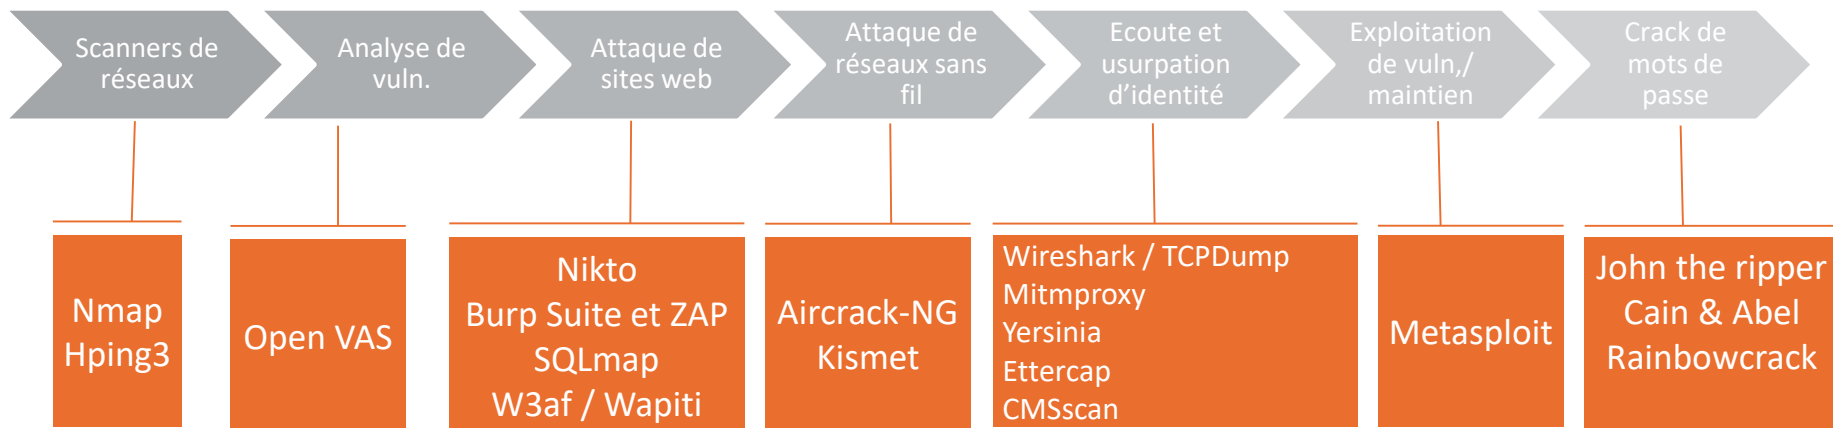 Scanners de
réseaux
Analyse de
vuln.
Attaque de
sites web
Attaque de
réseaux sans
fil
Ecoute et
usurpation
d’identité
Exploitation
de vuln,/
maintien
Crack de
mots de
passe
Nmap
Hping3
Open VAS
Nikto
Burp Suite et ZAP
SQLmap
W3af / Wapiti
Aircrack-NG
Kismet
Wireshark / TCPDump
Mitmproxy
Yersinia
Ettercap
CMSscan
Metasploit
John the ripper
Cain & Abel
Rainbowcrack